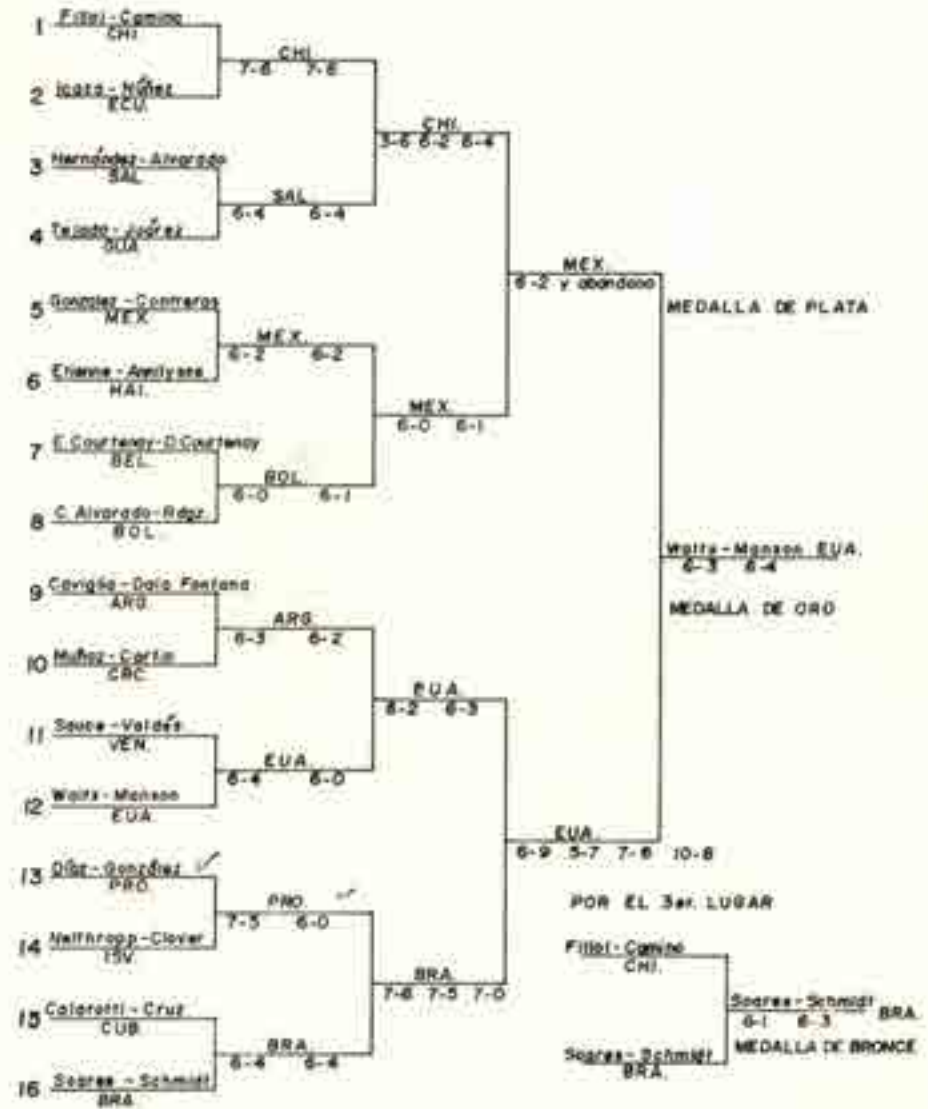 1 Fillol-Camino
CHI.
2 Icaza-Núñez
ECU.
3 Hernández-Alvarado
SAL.
4 Tejada-Juárez
GUA.
5 González-Contreras
MEX.
6 Etienne-
HAI.
7 E. Courtenay-D. Courtenay
BEL.
8 C. Alvarado-Rdgz.
BOL.
9 Caviglia-Dala Fontana
ARG.
10 Muñoz-Cartin
CRC.
11 Souce-Valdés
VEN.
12 Waltz-Manson
EUA.
13 Díaz-González
PRO.
14 Nelthropp-Clover
ISV.
15 Calarotti-Cruz
CUB.
16 Soares-Schmidt
BRA.
CHI.
7-6 7-6
SAL.
6-4 6-4
MEX.
6-2 6-2
BOL.
6-0 6-1
ARG.
6-3 6-2
EUA.
6-4 6-0
PRO.
7-5 6-0
BRA.
6-4 6-4
CHI.
3-6 6-2 6-4
MEX.
6-0 6-1
EUA.
6-2 6-3
BRA.
7-6 7-5 7-0
MEX.
6-2 y abandono
EUA.
6-9 5-7 7-6 10-8
MEDALLA DE PLATA
Waltz-Manson EUA.
6-3 6-4
MEDALLA DE ORO
POR EL 3er. LUGAR
Fillol-Camino
CHI.
Soares-Schmidt
BRA.
Soares-Schmidt BRA.
6-1 6-3
MEDALLA DE BRONCE